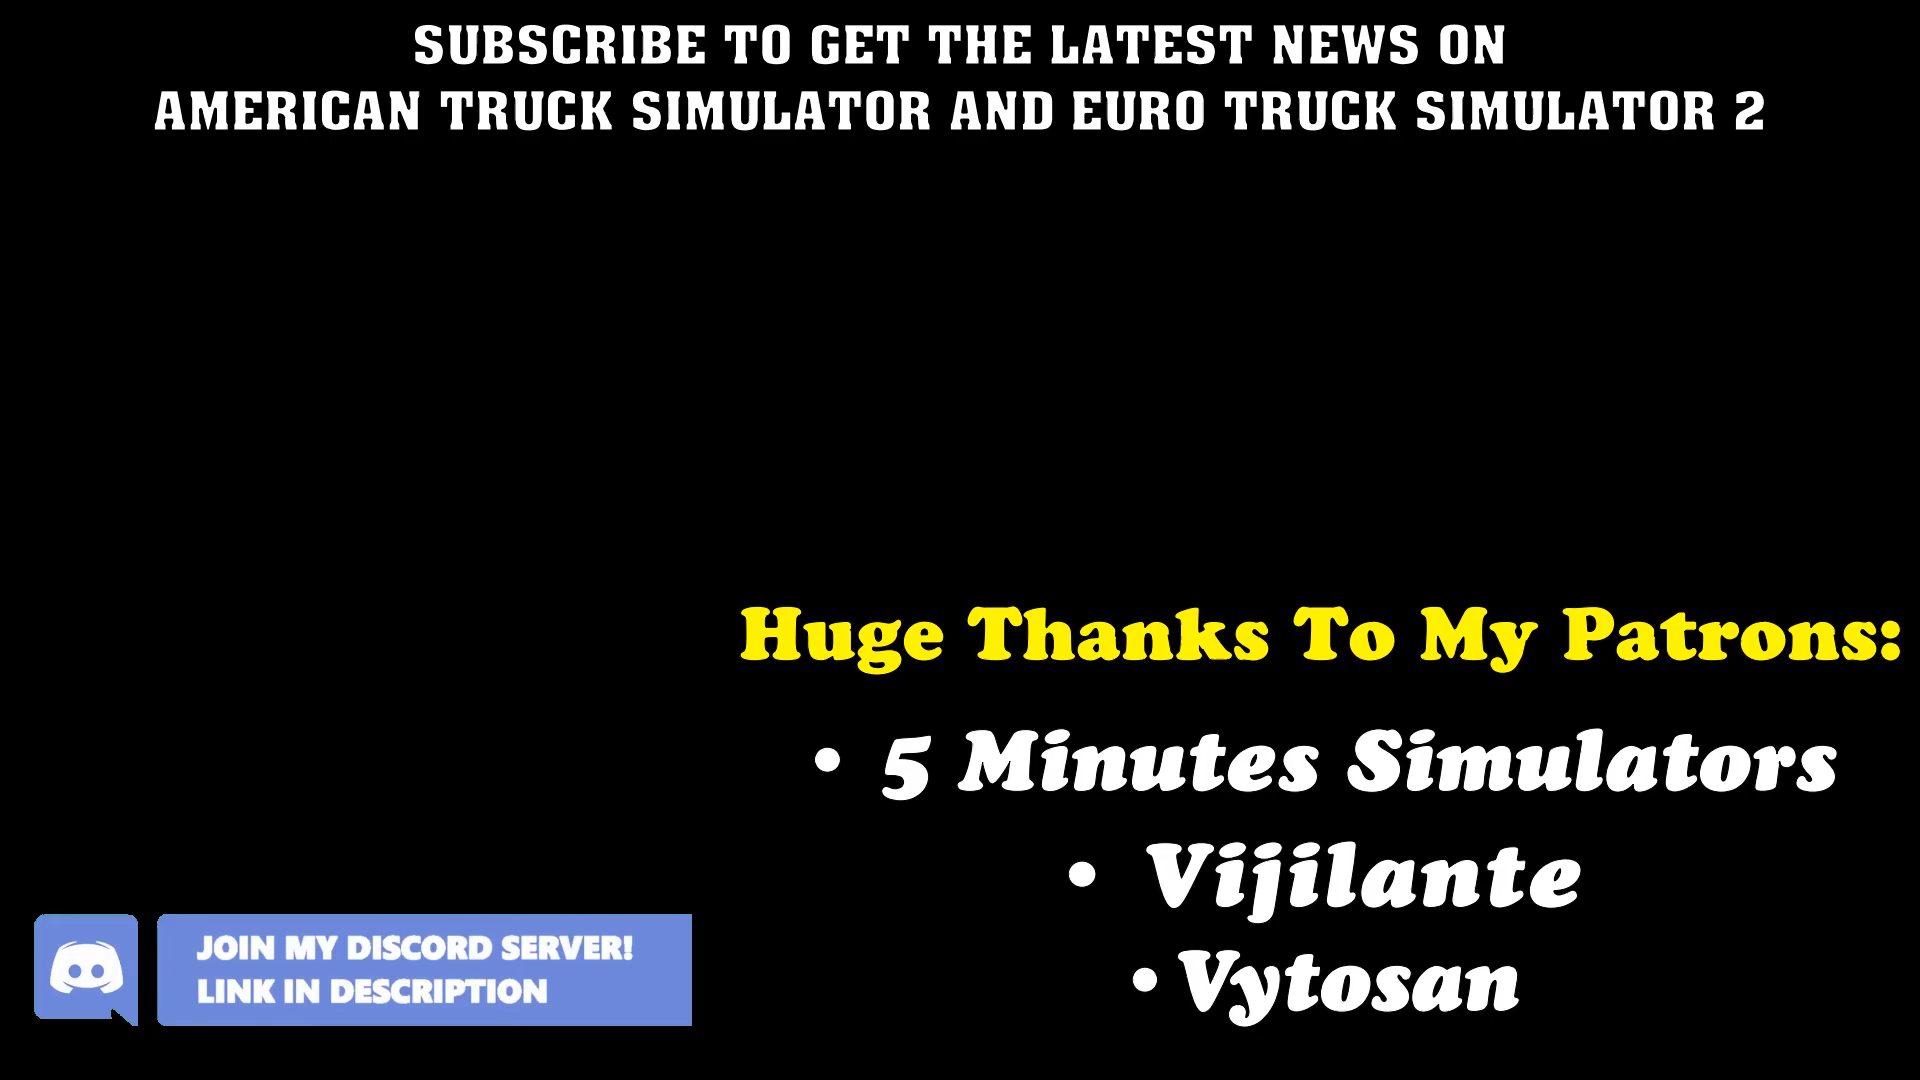 SUBSCRIBE TO GET THE LATEST NEWS ON
AMERICAN TRUCK SIMULATOR AND EURO TRUCK SIMULATOR 2
Huge Thanks To My Patrons:
• 5 Minutes Simulators
• Vijilante
• Vytosan
JOIN MY DISCORD SERVER!
LINK IN DESCRIPTION